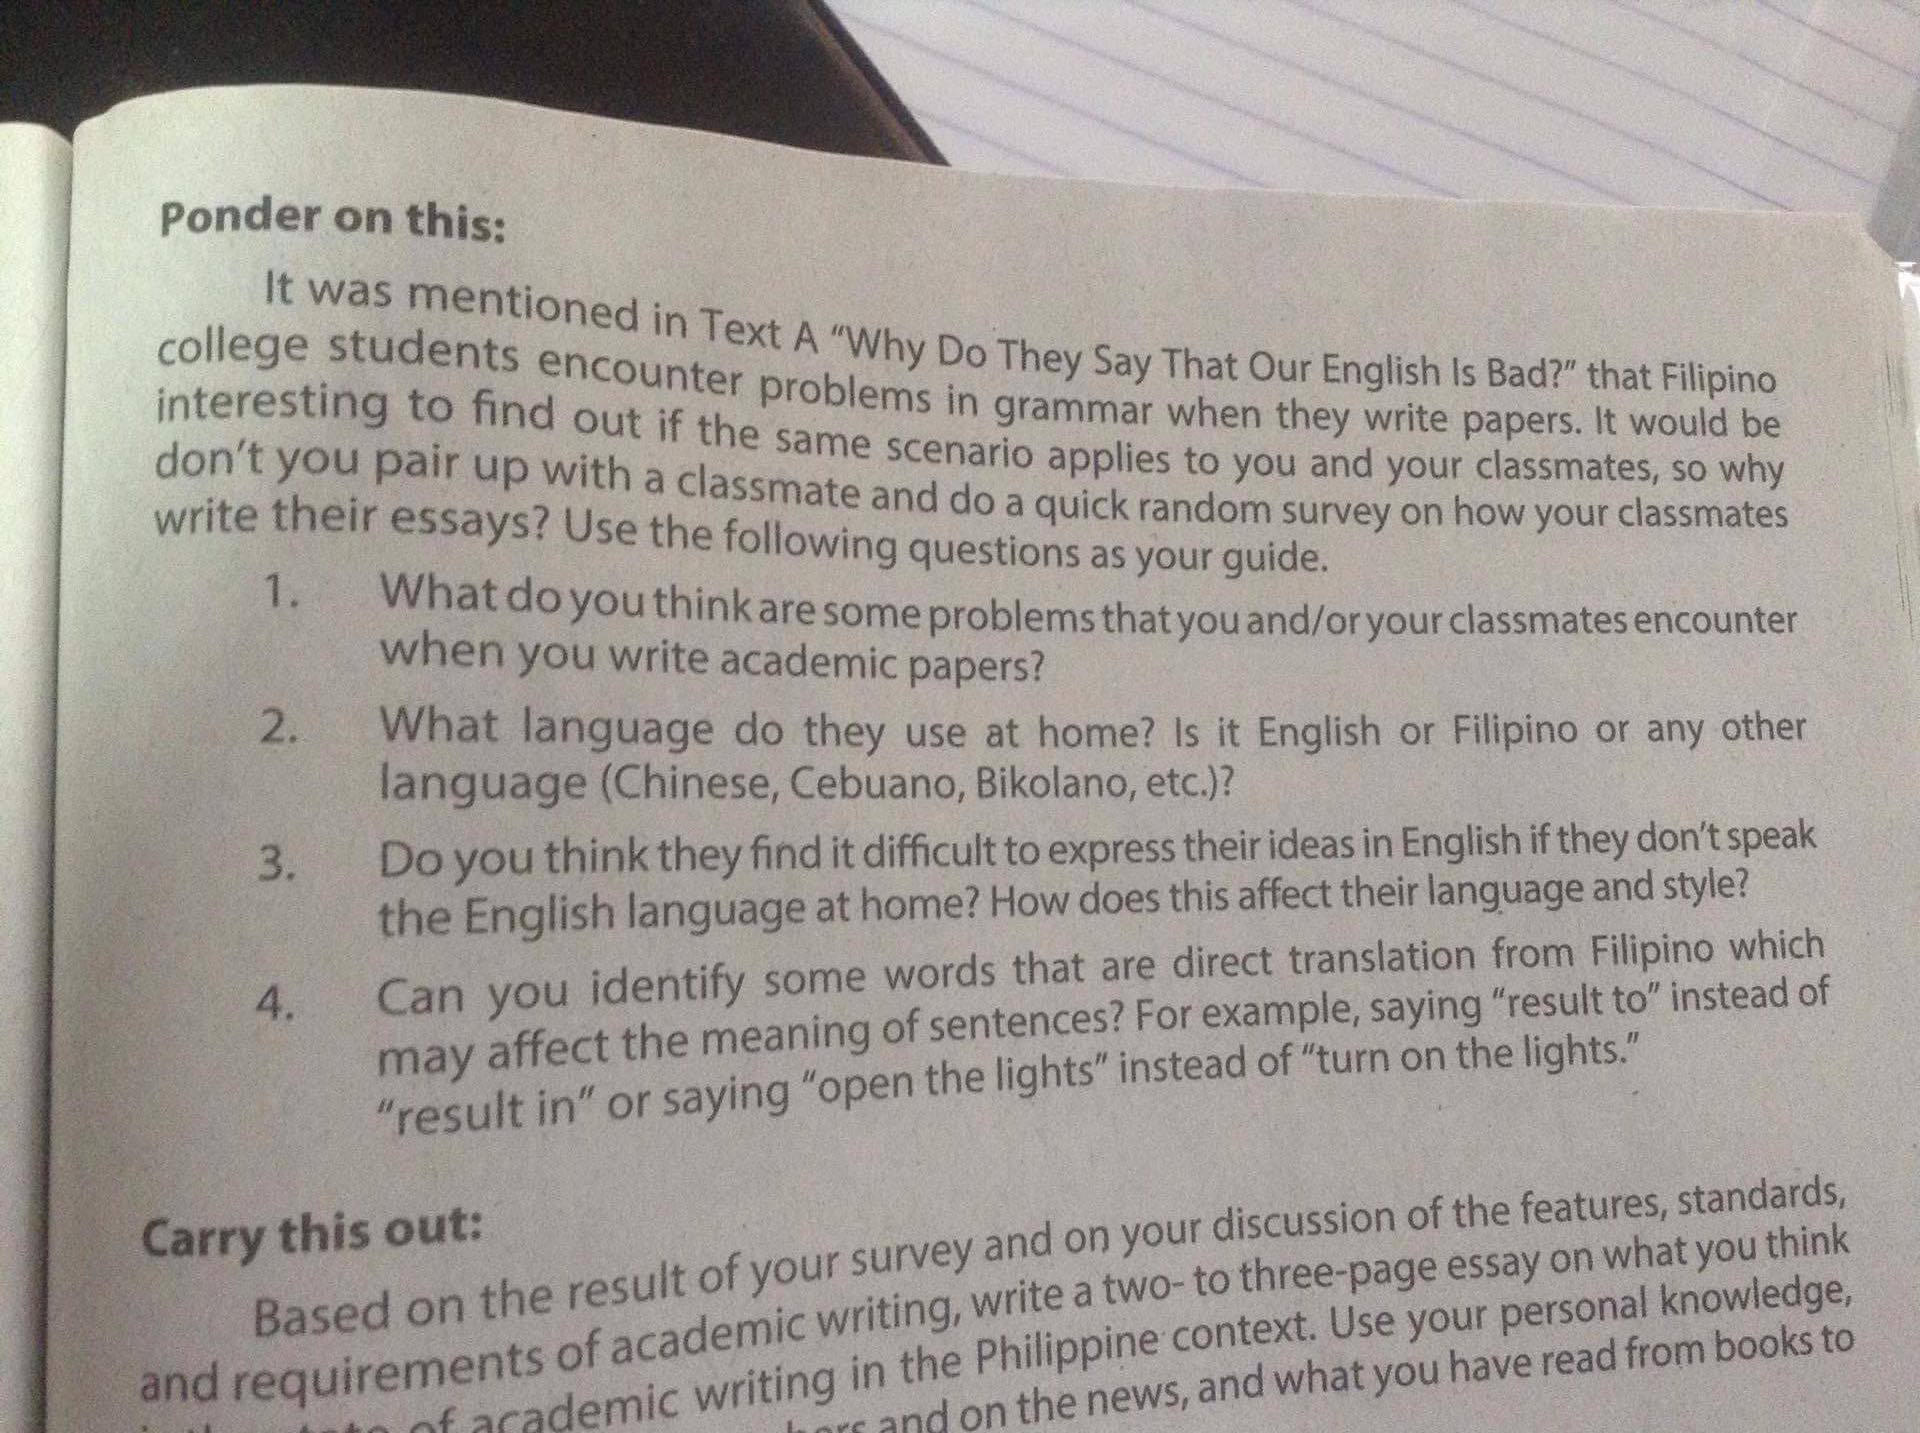 Ponder on this:
It was mentioned in Text A “Why Do They Say That Our English Is Bad?” that Filipino
college students encounter problems in grammar when they write papers. It would be
interesting to find out if the same scenario applies to you and your classmates, so why
don’t you pair up with a classmate and do a quick random survey on how your classmates
write their essays? Use the following questions as your guide.
1. What do you think are some problems that you and/or your classmates encounter
when you write academic papers?
2. What language do they use at home? Is it English or Filipino or any other
language (Chinese, Cebuano, Bikolano, etc.)?
3. Do you think they find it difficult to express their ideas in English if they don’t speak
the English language at home? How does this affect their language and style?
4. Can you identify some words that are direct translation from Filipino which
may affect the meaning of sentences? For example, saying “result to” instead of
“result in” or saying “open the lights” instead of “turn on the lights.”
Carry this out:
Based on the result of your survey and on your discussion of the features, standards,
and requirements of academic writing, write a two- to three-page essay on what you think
of academic writing in the Philippine context. Use your personal knowledge,
and on the news, and what you have read from books to